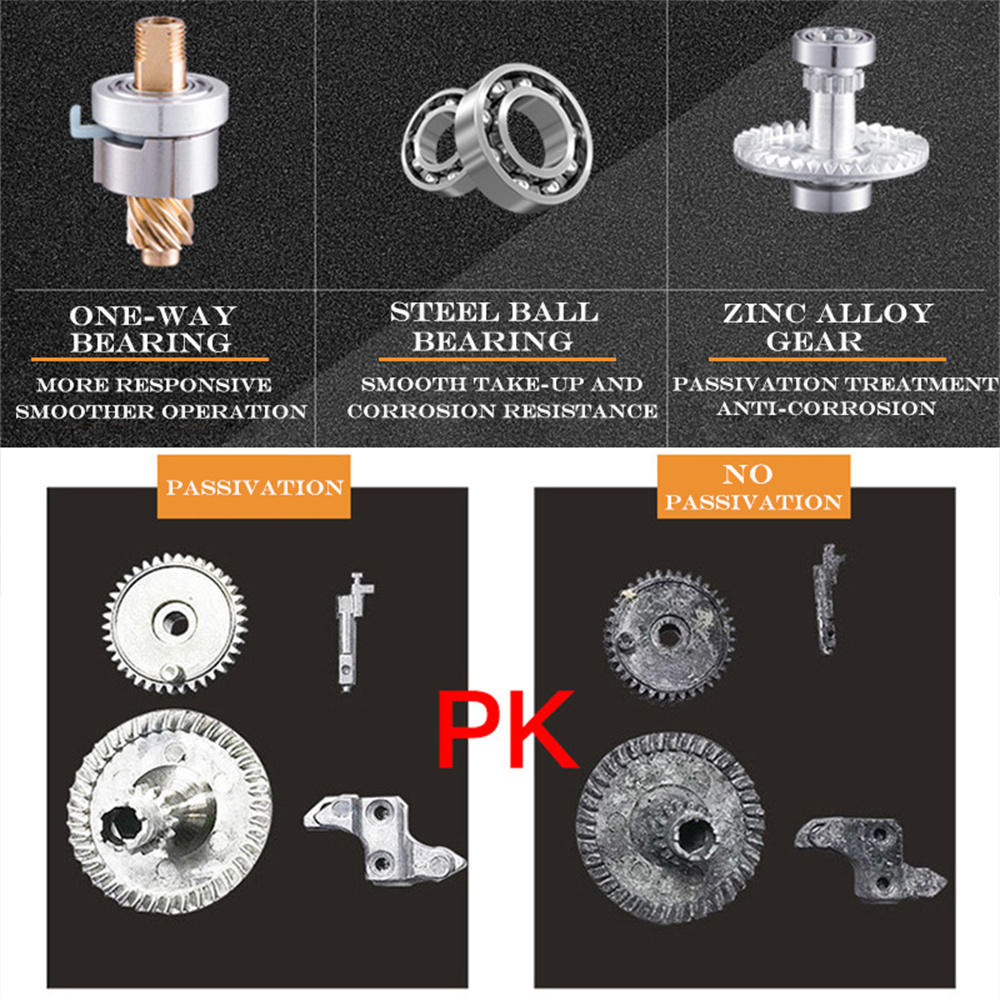 ONE-WAY
BEARING
MORE RESPONSIVE
SMOOTHER OPERATION
STEEL BALL
BEARING
SMOOTH TAKE-UP AND
CORROSION RESISTANCE
ZINC ALLOY
GEAR
PASSIVATION TREATMENT
ANTI-CORROSION
PASSIVATION
NO
PASSIVATION
PK